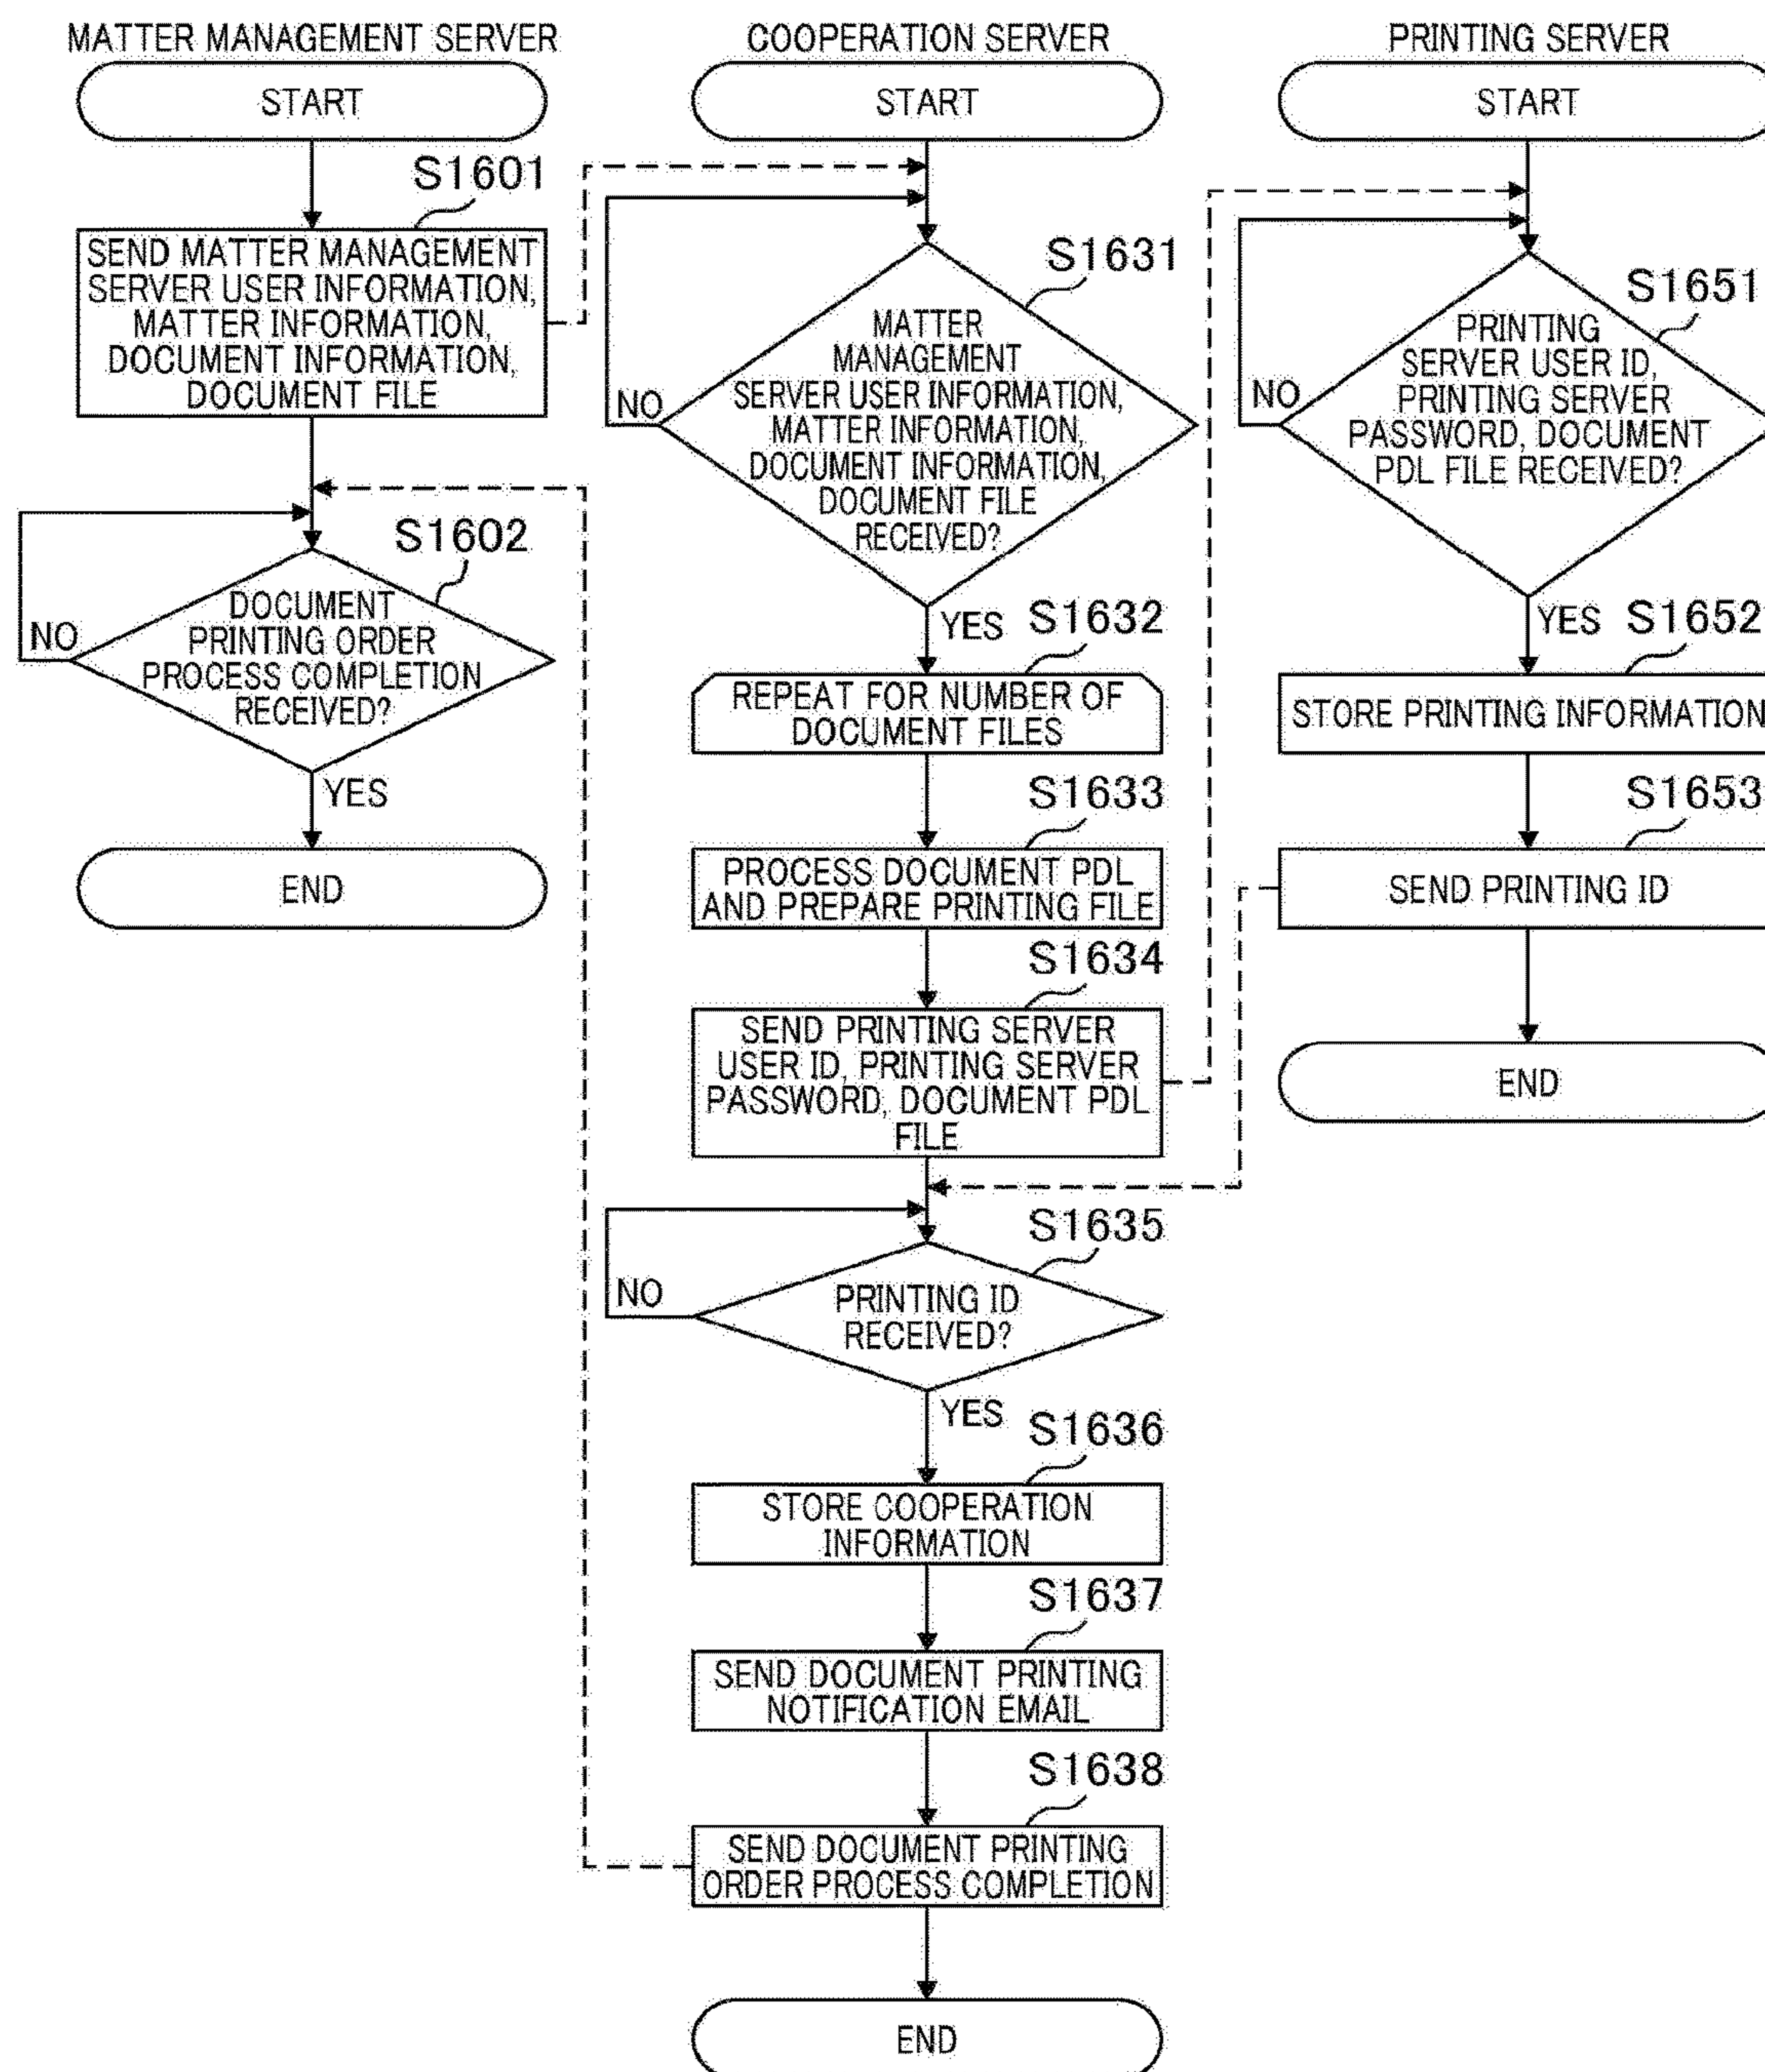 MATTER MANAGEMENT SERVER
START
S1601
SEND MATTER MANAGEMENT
SERVER USER INFORMATION,
MATTER INFORMATION,
DOCUMENT INFORMATION,
DOCUMENT FILE
S1602
DOCUMENT
PRINTING ORDER
PROCESS COMPLETION
RECEIVED?
NO
YES
END
COOPERATION SERVER
START
S1631
MATTER
MANAGEMENT
SERVER USER INFORMATION,
MATTER INFORMATION,
DOCUMENT INFORMATION,
DOCUMENT FILE
RECEIVED?
NO
YES
S1632
REPEAT FOR NUMBER OF
DOCUMENT FILES
S1633
PROCESS DOCUMENT PDL
AND PREPARE PRINTING FILE
S1634
SEND PRINTING SERVER
USER ID, PRINTING SERVER
PASSWORD, DOCUMENT PDL
FILE
S1635
PRINTING ID
RECEIVED?
NO
YES
S1636
STORE COOPERATION
INFORMATION
S1637
SEND DOCUMENT PRINTING
NOTIFICATION EMAIL
S1638
SEND DOCUMENT PRINTING
ORDER PROCESS COMPLETION
END
PRINTING SERVER
START
S1651
PRINTING
SERVER USER ID,
PRINTING SERVER
PASSWORD, DOCUMENT
PDL FILE RECEIVED?
NO
YES
S1652
STORE PRINTING INFORMATION
S1653
SEND PRINTING ID
END